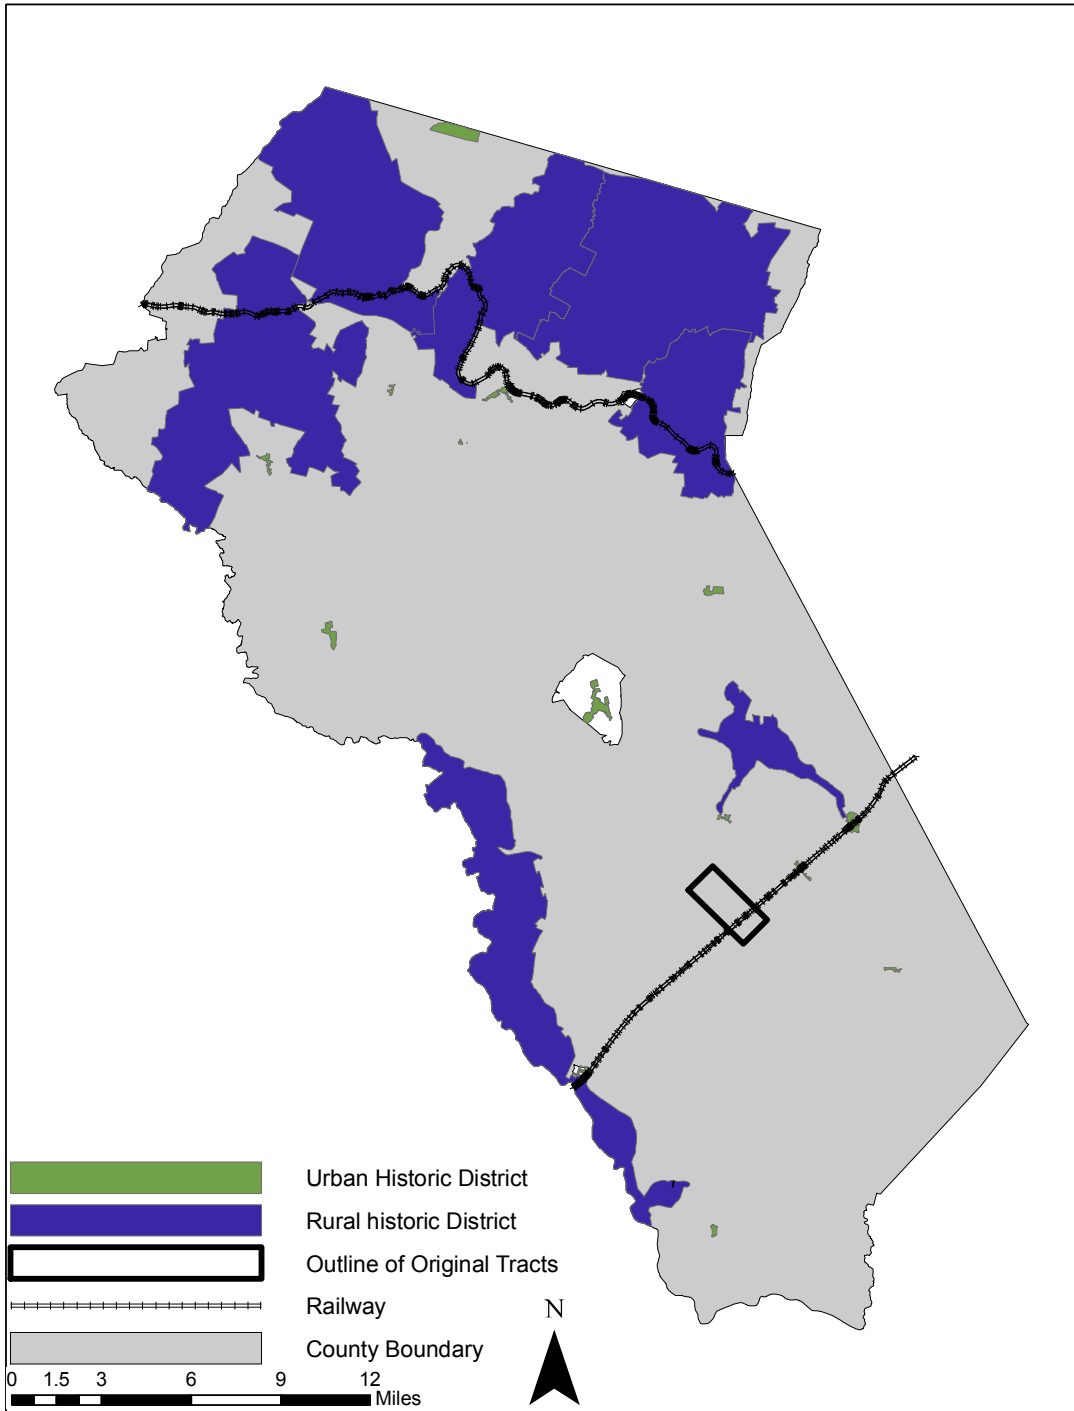 Urban Historic District
Rural historic District
Outline of Original Tracts
Railway
County Boundary
N
0 1.5 3 6 9 12
Miles